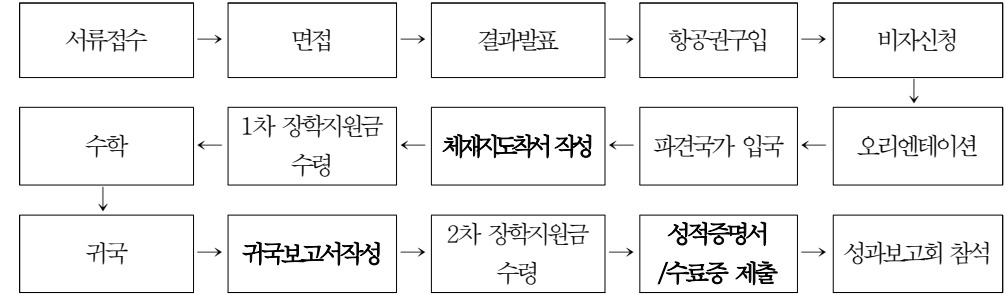 서류접수 → 면접 → 결과발표 → 항공권구입 → 비자신청
↓
오리엔테이션 → 파견국가 입국 → 체재지도착서 작성 → 1차 장학지원금
수령 → 수학
↓
귀국 → 귀국보고서작성 → 2차 장학지원금
수령 → 성적증명서
/수료증 제출 → 성과보고회 참석